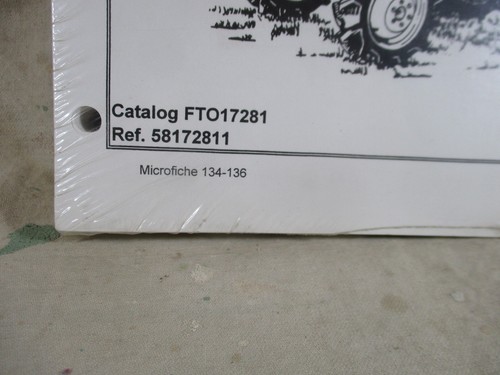 Catalog FTO17281
Ref. 58172811
Microfiche 134-136